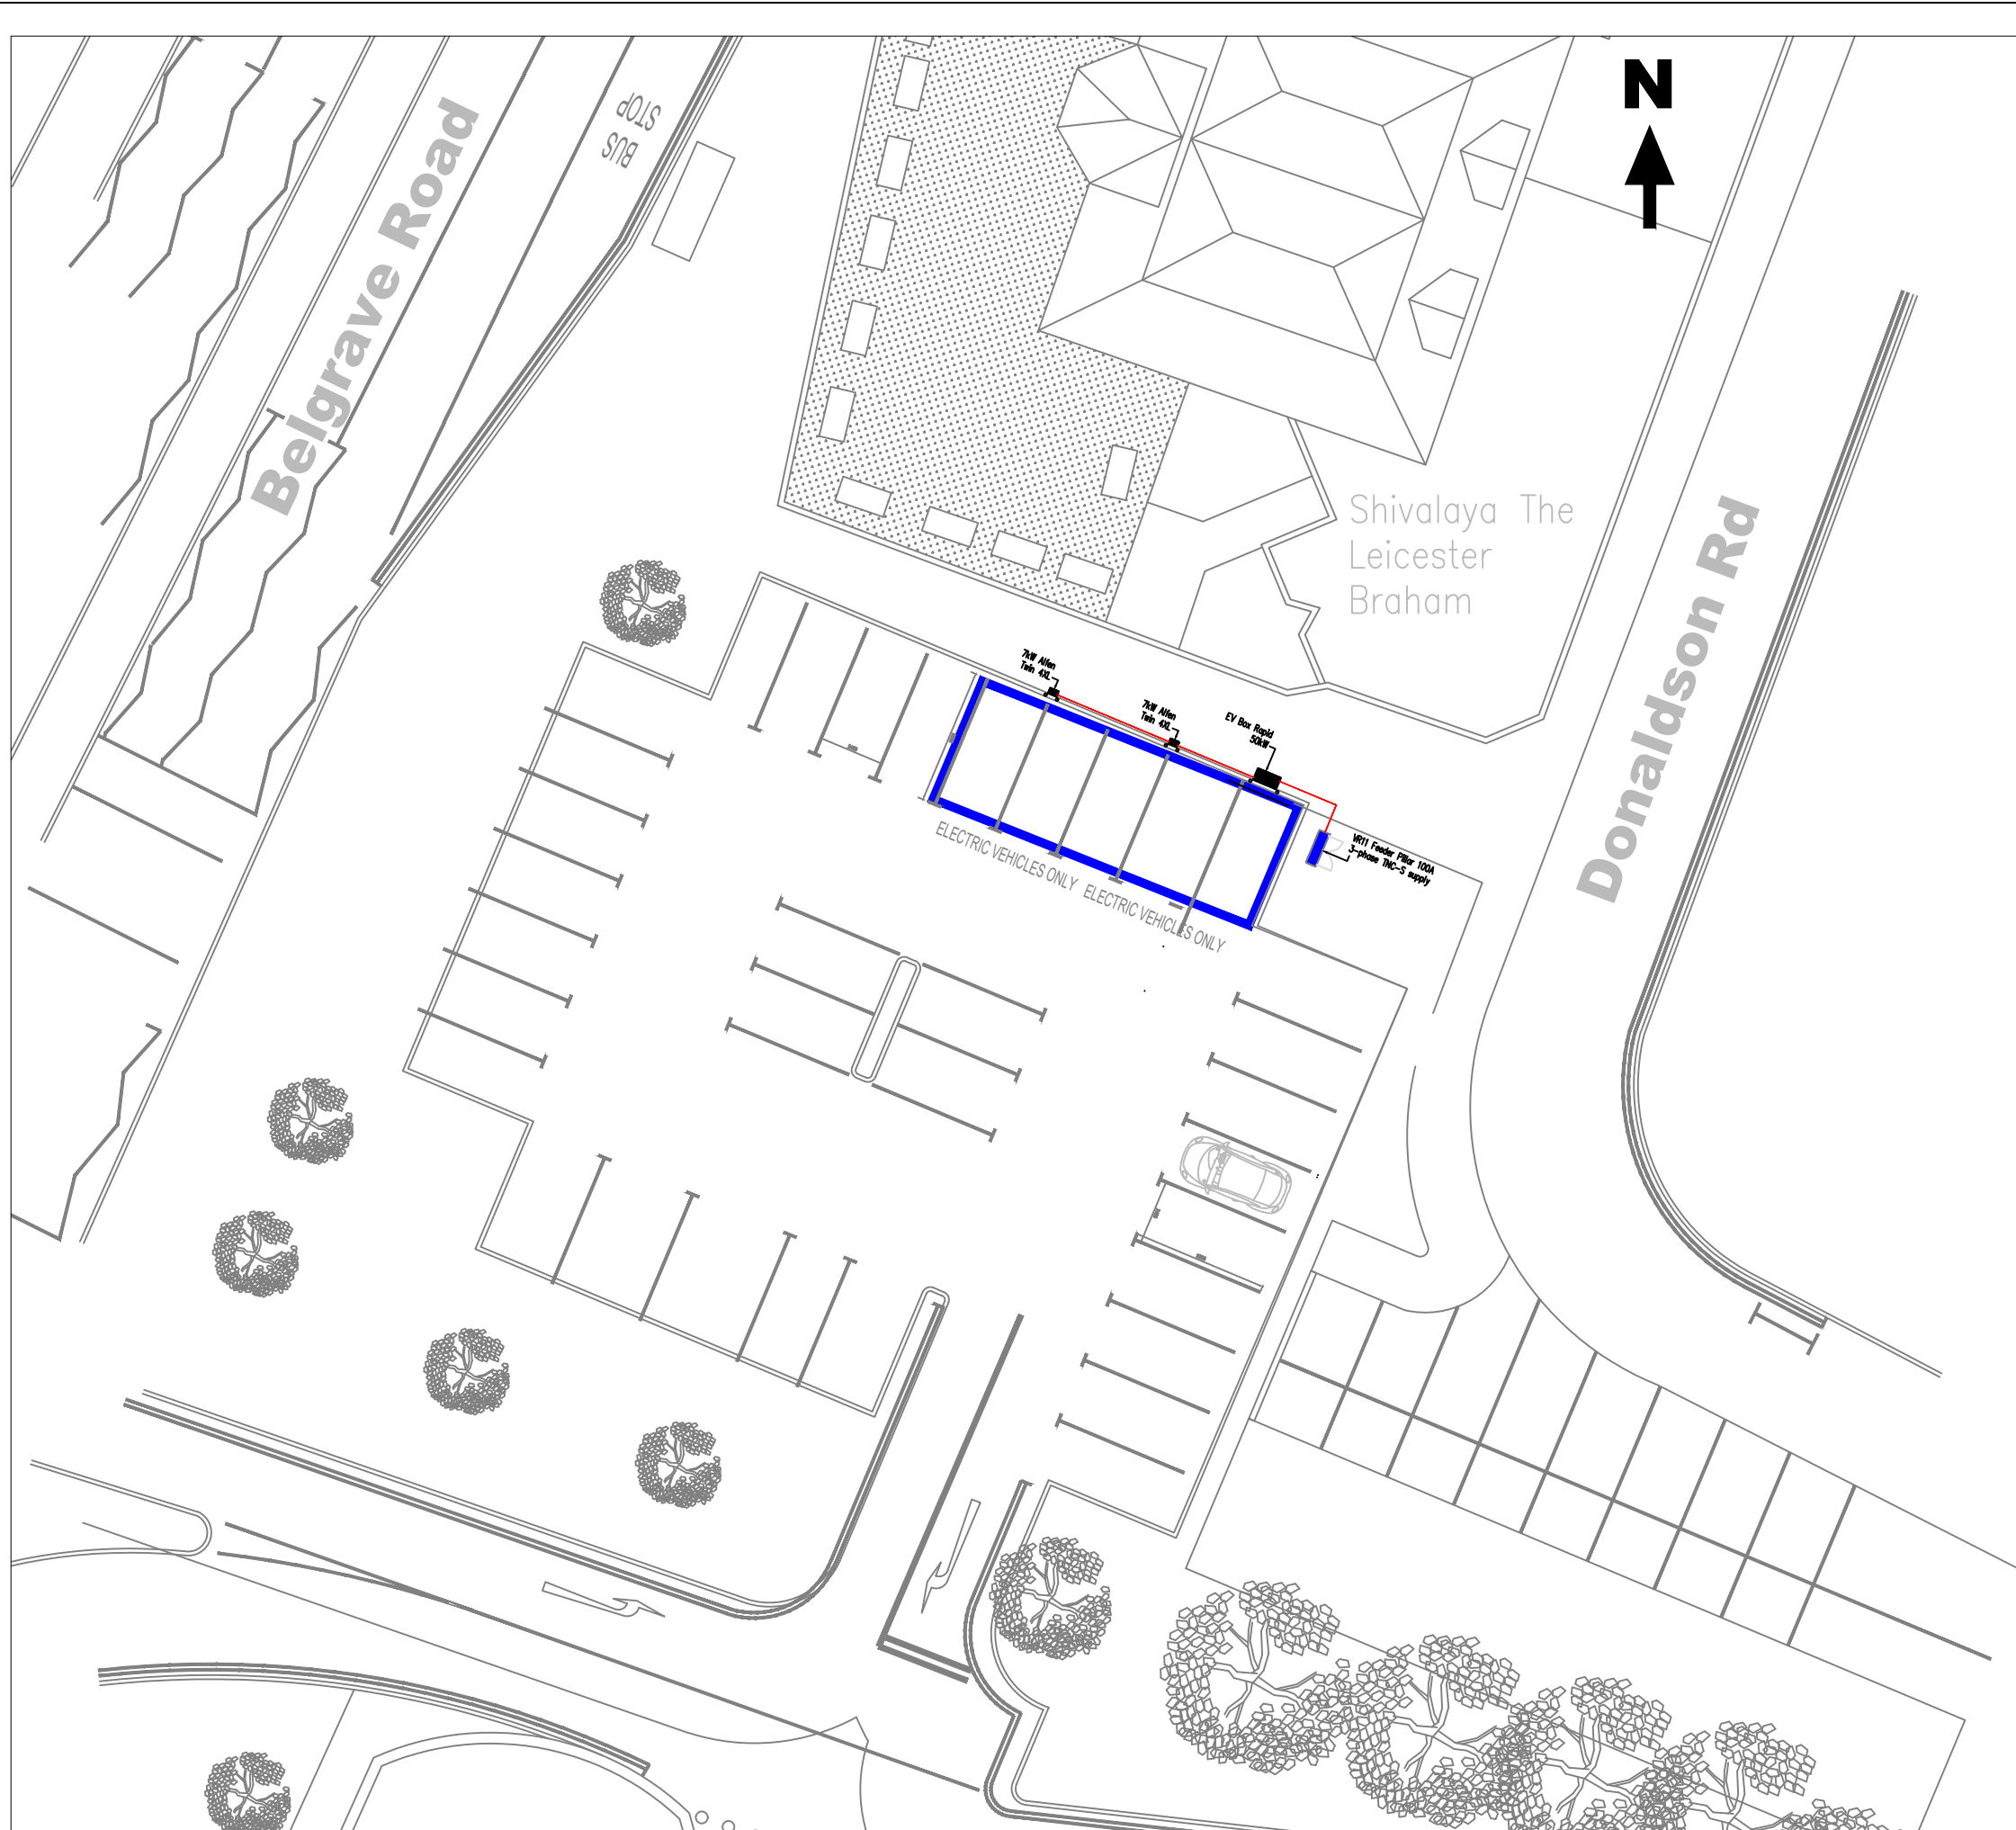 N
BUS
STOP
Belgrave Road
Shivalaya The
Leicester
Braham
Donaldson Rd
7kW Alfen
Twin 4XL
7kW Alfen
Twin 4XL
EV Box Rapid
50kW
VR11 Feeder Pillar 100A
3-phase TNC-S supply
ELECTRIC VEHICLES ONLY
ELECTRIC VEHICLES ONLY